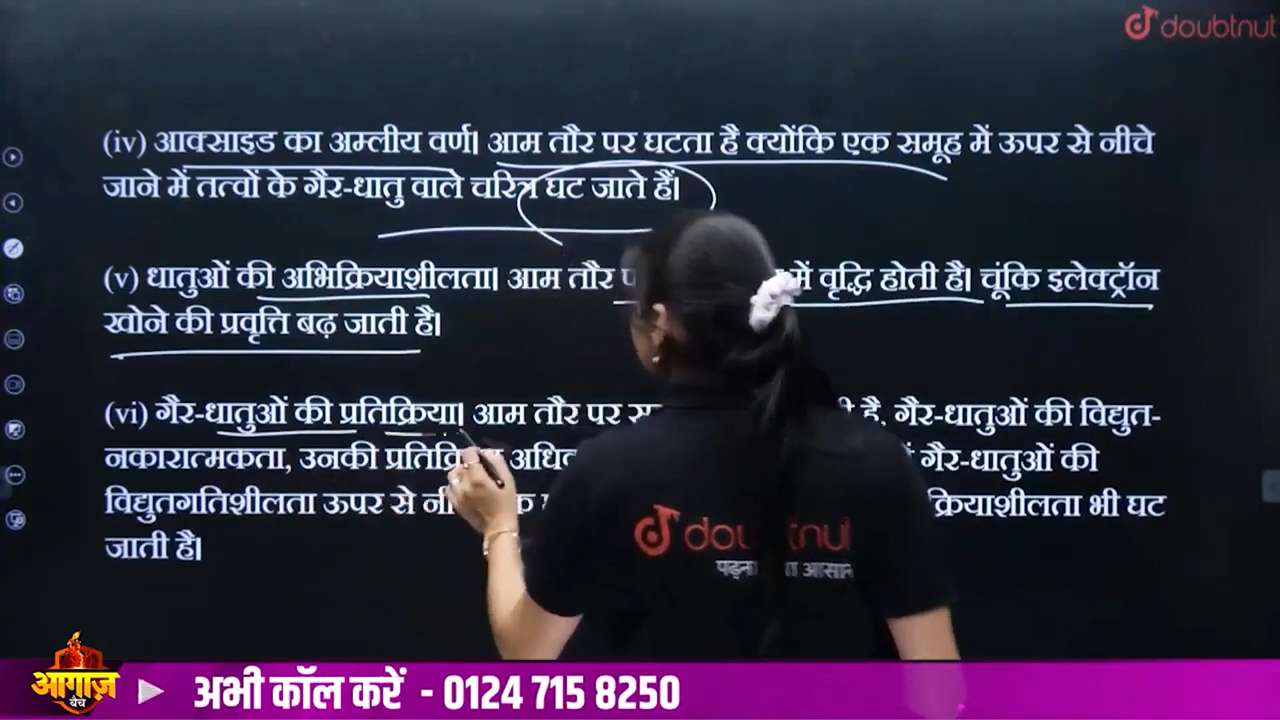 doubtnut
(iv) आक्साइड का अम्लीय वर्ण। आम तौर पर घटता है क्योंकि एक समूह में ऊपर से नीचे
जाने में तत्वों के गैर-धातु वाले चरित्र घट जाते हैं।
(v) धातुओं की अभिक्रियाशीलता। आम तौर में वृद्धि होती है। चूंकि इलेक्ट्रॉन
खोने की प्रवृत्ति बढ़ जाती है।
(vi) गैर-धातुओं की प्रतिक्रिया। आम तौर पर है, गैर-धातुओं की विद्युत-
नकारात्मकता, उनकी गैर-धातुओं की
विद्युतगतिशीलता ऊपर से क्रियाशीलता भी घट
जाती है।
आगाज़
बैच
अभी कॉल करें - 0124 715 8250